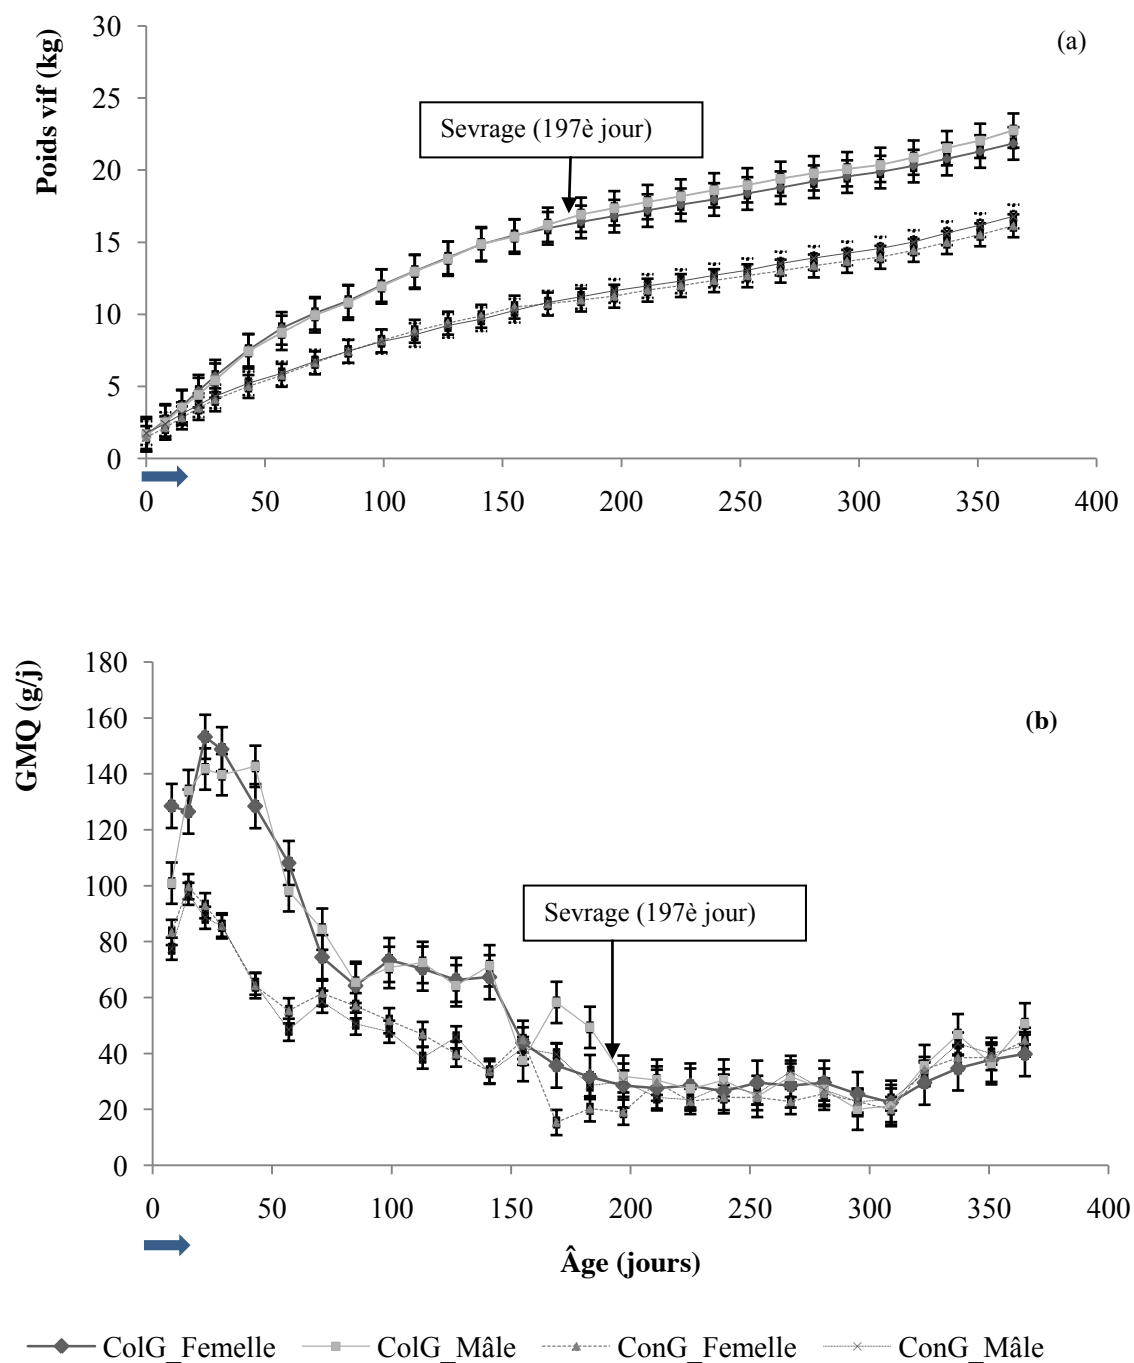 (a)
Poids vif (kg)
30
25
20
15
10
5
0
Sevrage (197è jour)
0 50 100 150 200 250 300 350 400
GMQ (g/j)
(b)
180
160
140
120
100
80
60
40
20
0
Sevrage (197è jour)
0 50 100 150 200 250 300 350 400
Âge (jours)
ColG_Femelle ColG_Mâle ConG_Femelle ConG_Mâle